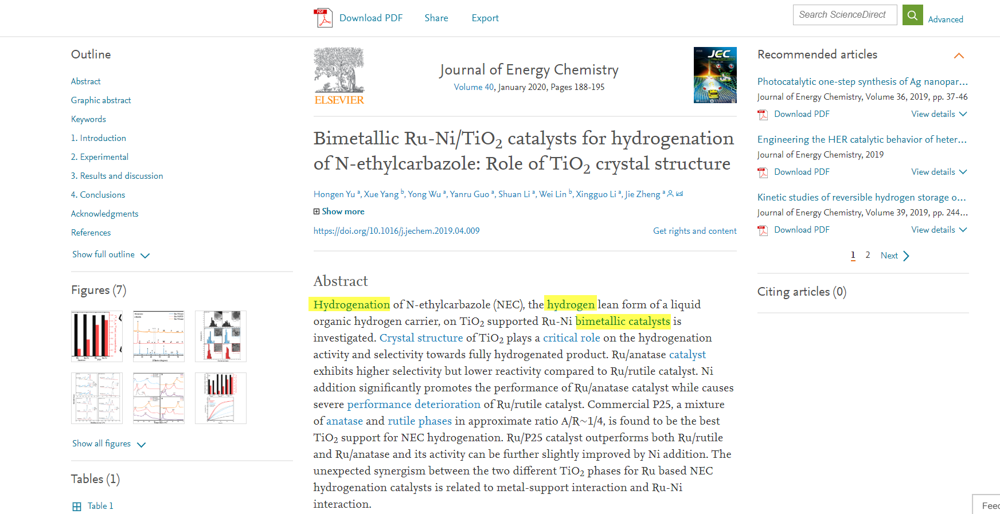 Download PDF
Share
Export
Search ScienceDirect
Advanced
Outline
Abstract
Graphic abstract
Keywords
1. Introduction
2. Experimental
3. Results and discussion
4. Conclusions
Acknowledgments
References
Show full outline
Figures (7)
Show all figures
Tables (1)
Table 1
ELSEVIER
Journal of Energy Chemistry
Volume 40, January 2020, Pages 188-195
JEC
Bimetallic Ru-Ni/TiO2 catalysts for hydrogenation
of N-ethylcarbazole: Role of TiO2 crystal structure
Hongen Yu a, Xue Yang b, Yong Wu a, Yanru Guo a, Shuan Li a, Wei Lin b, Xingguo Li a, Jie Zheng a
Show more
https://doi.org/10.1016/j.jechem.2019.04.009
Get rights and content
Abstract
Hydrogenation of N-ethylcarbazole (NEC), the hydrogen lean form of a liquid
organic hydrogen carrier, on TiO2 supported Ru-Ni bimetallic catalysts is
investigated. Crystal structure of TiO2 plays a critical role on the hydrogenation
activity and selectivity towards fully hydrogenated product. Ru/anatase catalyst
exhibits higher selectivity but lower reactivity compared to Ru/rutile catalyst. Ni
addition significantly promotes the performance of Ru/anatase catalyst while causes
severe performance deterioration of Ru/rutile catalyst. Commercial P25, a mixture
of anatase and rutile phases in approximate ratio A/R~1/4, is found to be the best
TiO2 support for NEC hydrogenation. Ru/P25 catalyst outperforms both Ru/rutile
and Ru/anatase and its activity can be further slightly improved by Ni addition. The
unexpected synergism between the two different TiO2 phases for Ru based NEC
hydrogenation catalysts is related to metal-support interaction and Ru-Ni
interaction.
Recommended articles
Photocatalytic one-step synthesis of Ag nanopar...
Journal of Energy Chemistry, Volume 36, 2019, pp. 37-46
Download PDF
View details
Engineering the HER catalytic behavior of heter...
Journal of Energy Chemistry, 2019
Download PDF
View details
Kinetic studies of reversible hydrogen storage o...
Journal of Energy Chemistry, Volume 39, 2019, pp. 244...
Download PDF
View details
1 2 Next
Citing articles (0)
Feed